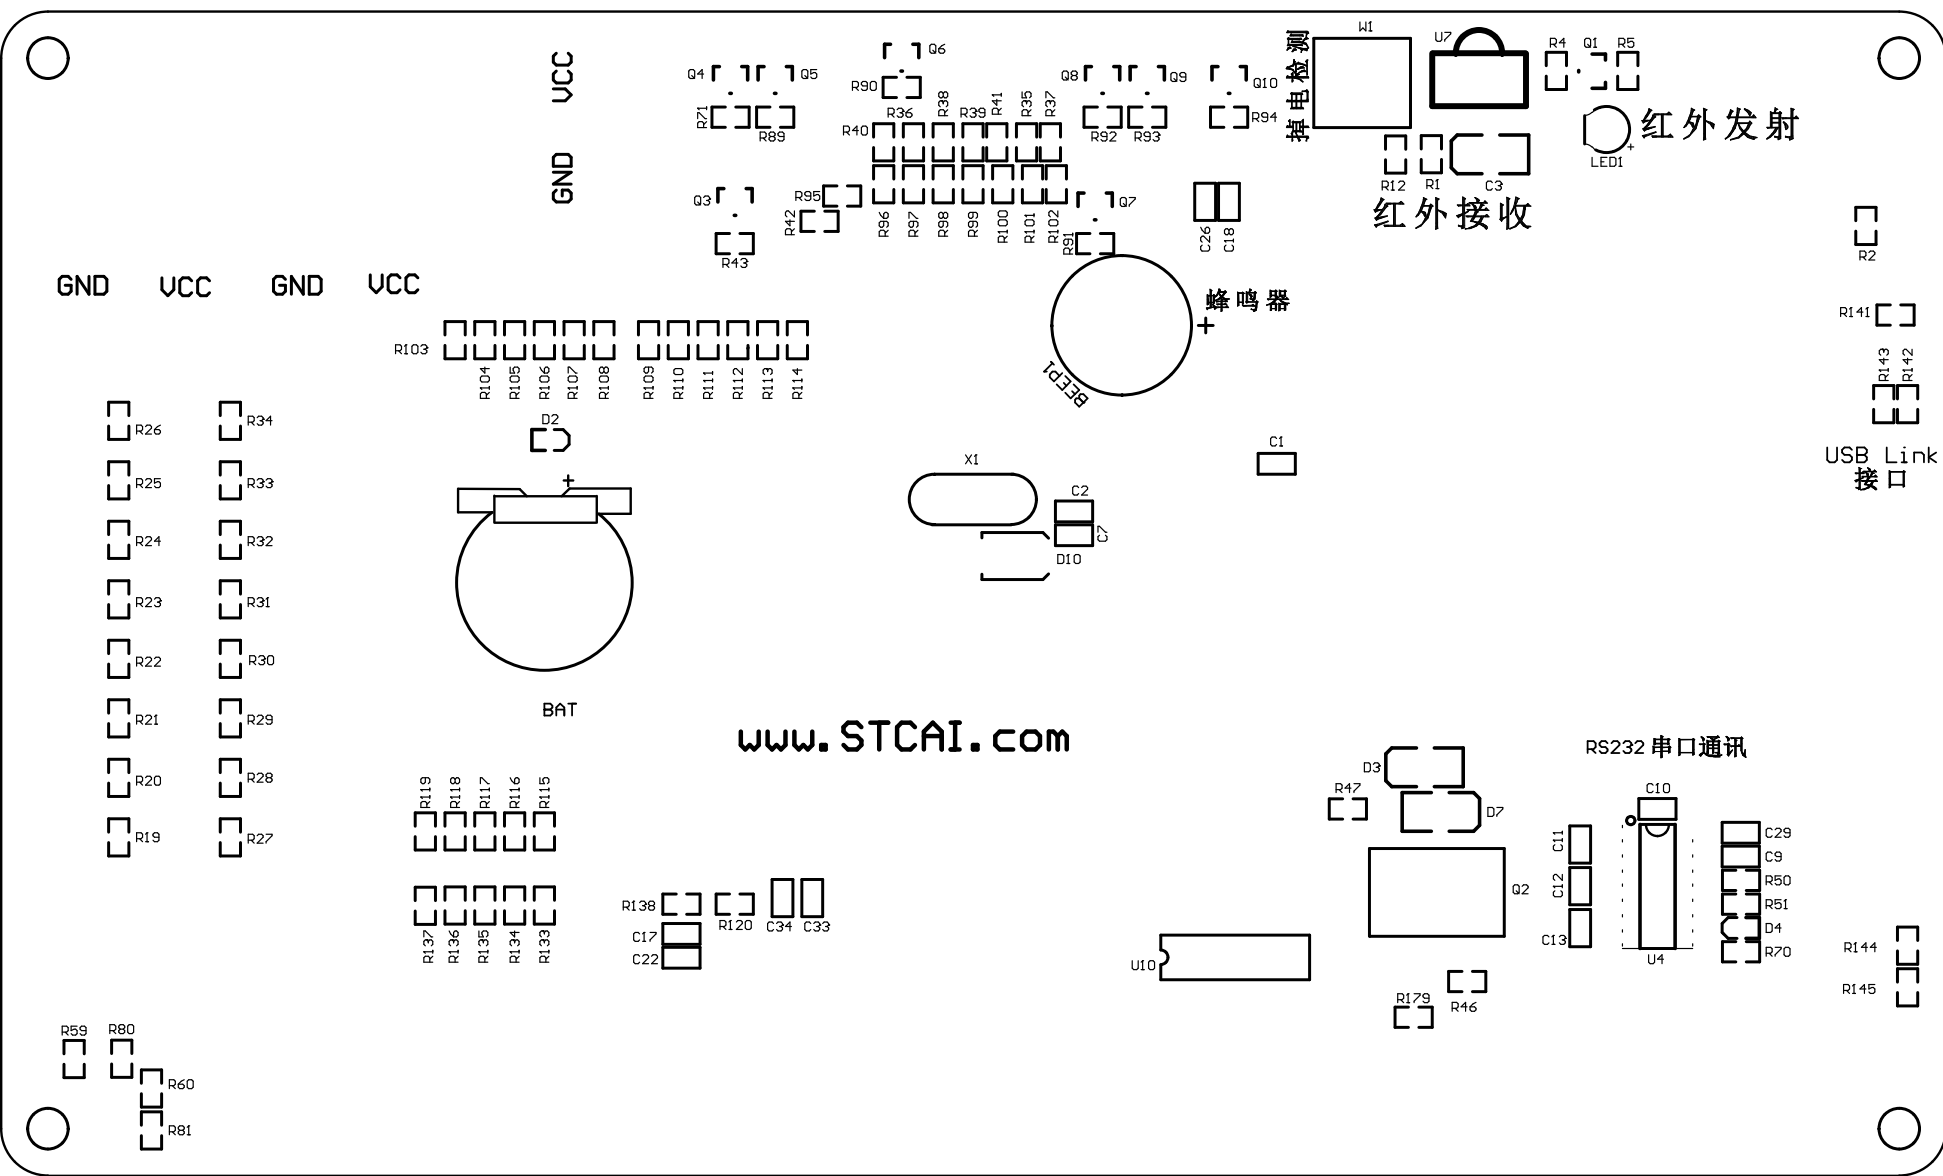 W1
U7
R4
Q1
R5
Q6
Q4
Q5
Q8
Q9
Q10
VCC
掉电检测
R90
R71
R89
R36
R38
R39
R41
R35
R37
R40
R92
R93
R94
红外发射
LED1
+
R12
R1
C3
红外接收
GND
Q3
R95
R42
R96
R97
R98
R99
R100
R101
R102
Q7
R91
C26
C18
R43
R2
GND
VCC
GND
VCC
蜂鸣器
+
BEEP1
R141
R143
R142
R103
R104
R105
R106
R107
R108
R109
R110
R111
R112
R113
R114
R26
R34
D2
C1
USB Link
接口
X1
+
R25
R33
C2
C7
D10
R24
R32
R23
R31
R22
R30
BAT
R21
R29
www.STCAI.com
RS232 串口通讯
D3
R47
D7
C10
R20
R28
R119
R118
R117
R116
R115
R19
R27
C11
C29
C9
C12
R50
Q2
R51
C13
D4
R70
U4
R138
R120
C34
C33
C17
C22
R137
R136
R135
R134
R133
U10
R46
R179
R144
R145
R59
R80
R60
R81